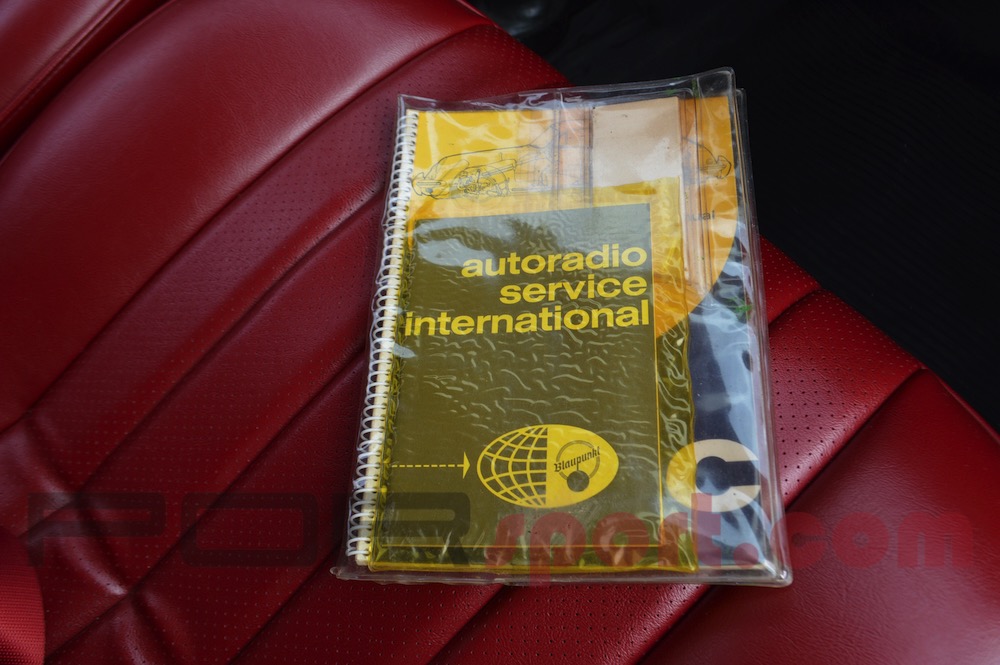 autoradio
service
international
Blaupunkt
C
PORsport.com